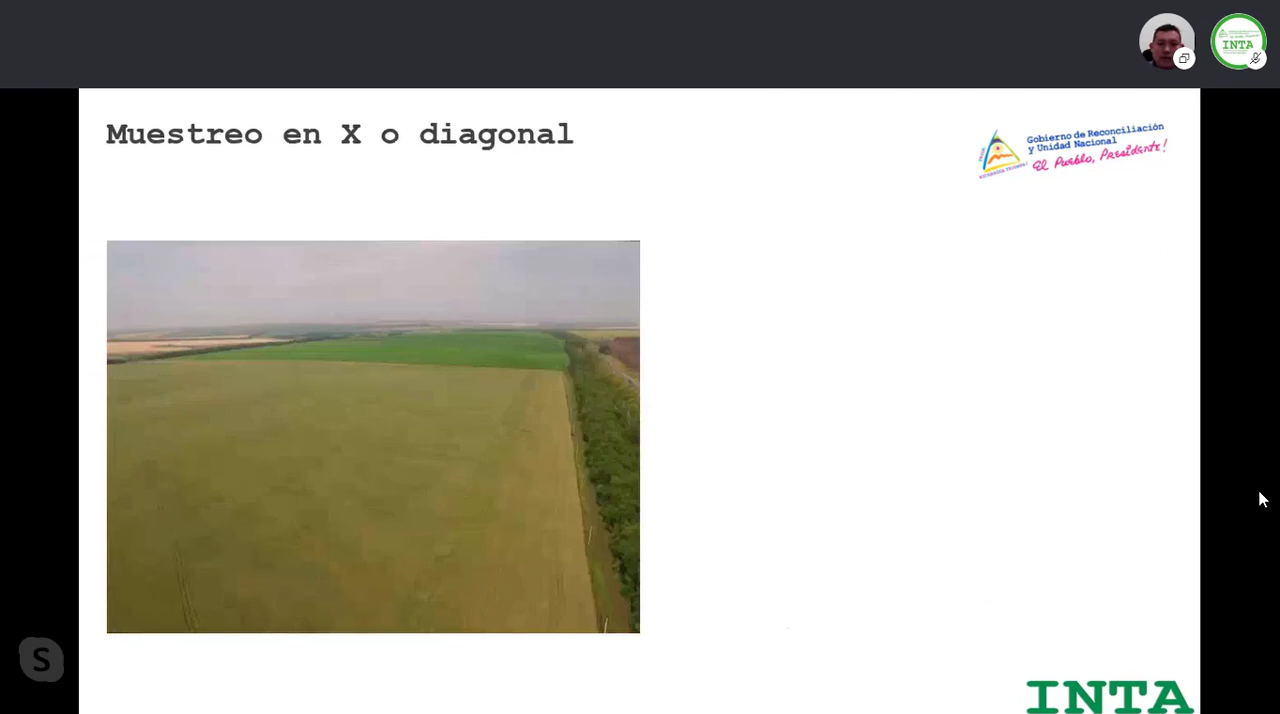 INTA
Muestreo en X o diagonal
Gobierno de Reconciliación
y Unidad Nacional
El Pueblo, Presidente!
S
INTA